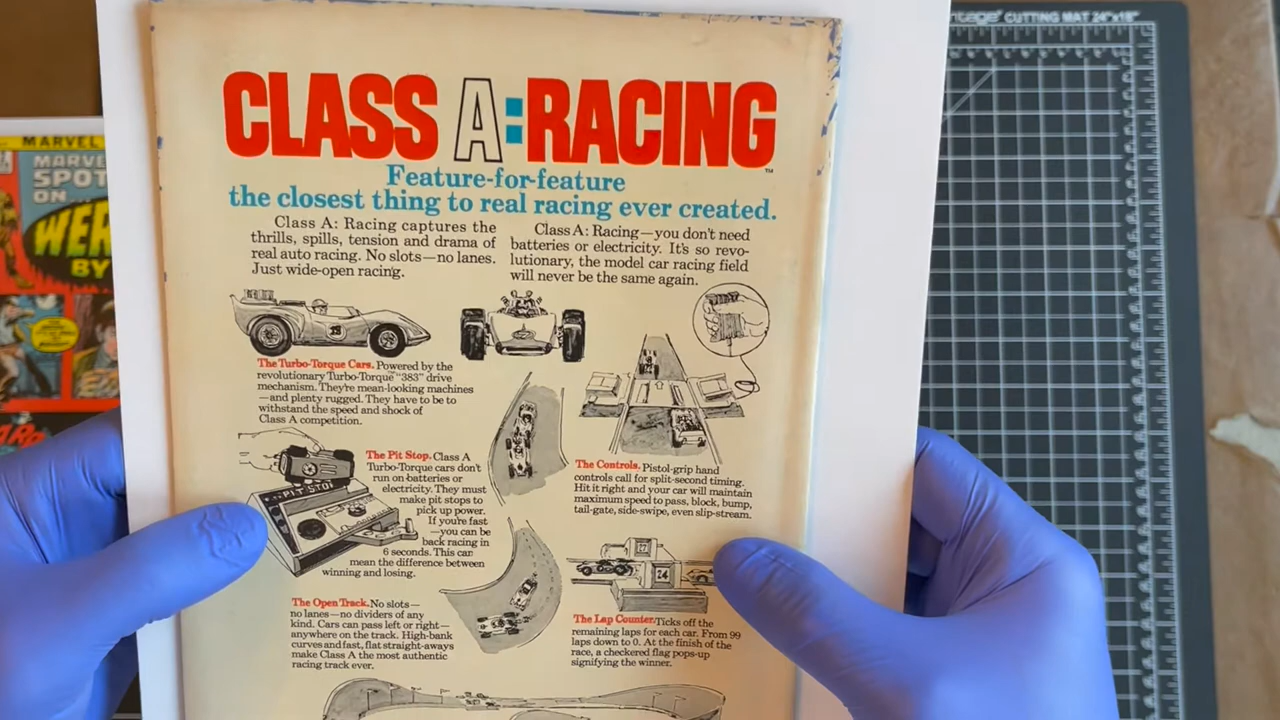 CUTTING MAT 24"x18"
MARVEL
SPOT
ON
BY
CLASS A:RACING™
Feature-for-feature
the closest thing to real racing ever created.
Class A: Racing captures the
thrills, spills, tension and drama of
real auto racing. No slots—no lanes.
Just wide-open racing.
Class A: Racing—you don't need
batteries or electricity. It's so revo-
lutionary, the model car racing field
will never be the same again.
The Turbo-Torque Cars. Powered by the
revolutionary Turbo-Torque "383" drive
mechanism. They're mean-looking machines
—and plenty rugged. They have to be to
withstand the speed and shock of
Class A competition.
The Pit Stop. Class A
Turbo-Torque cars don't
run on batteries or
electricity. They must
make pit stops to
pick up power.
If you're fast
—you can be
back racing in
6 seconds. This can
mean the difference between
winning and losing.
PIT STOP
The Controls. Pistol-grip hand
controls call for split-second timing.
Hit it right and your car will maintain
maximum speed to pass, block, bump,
tail-gate, side-swipe, even slip-stream.
24
The Open Track. No slots—
no lanes—no dividers of any
kind. Cars can pass left or right—
anywhere on the track. High-bank
curves and fast, flat straight-aways
make Class A the most authentic
racing track ever.
The Lap Counter. Ticks off the
remaining laps for each car. From 99
laps down to 0. At the finish of the
race, a checkered flag pops-up
signifying the winner.